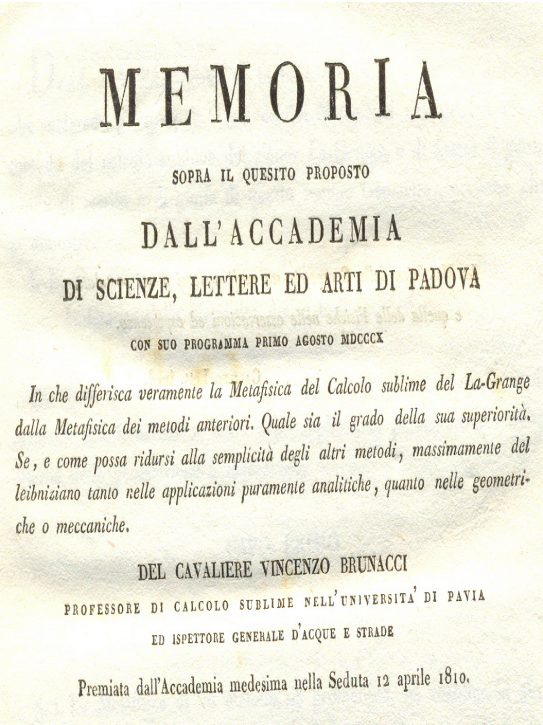 MEMORIA
SOPRA IL QUESITO PROPOSTO
DALL'ACCADEMIA
DI SCIENZE, LETTERE ED ARTI DI PADOVA
CON SUO PROGRAMMA PRIMO AGOSTO MDCCCX
In che differisca veramente la Metafisica del Calcolo sublime del La-Grange
dalla Metafisica dei metodi anteriori. Quale sia il grado della sua superiorità.
Se, e come possa ridursi alla semplicità degli altri metodi, massimamente del
leibniziano tanto nelle applicazioni puramente analitiche, quanto nelle geometri-
che o meccaniche.
DEL CAVALIERE VINCENZO BRUNACCI
PROFESSORE DI CALCOLO SUBLIME NELL'UNIVERSITA' DI PAVIA
ED ISPETTORE GENERALE D'ACQUE E STRADE
Premiata dall'Accademia medesima nella Seduta 12 aprile 1810.